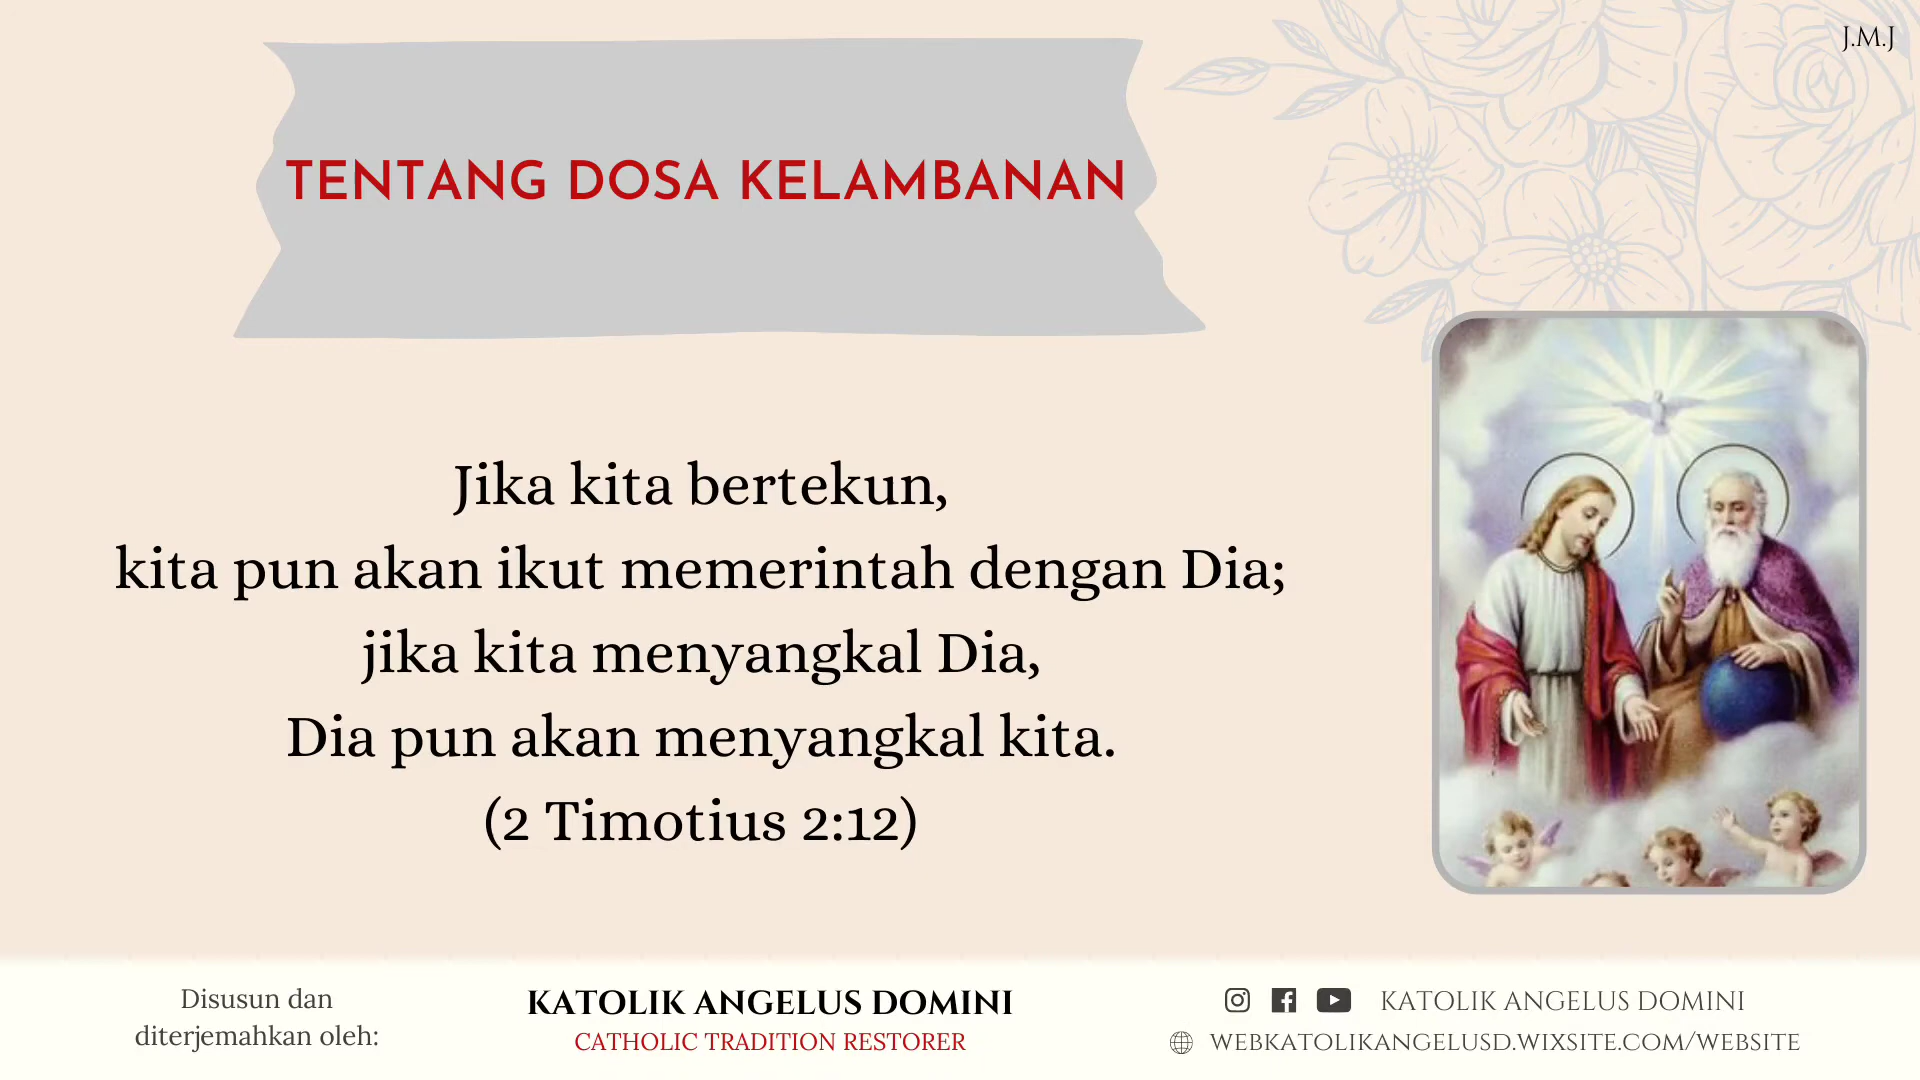 J.M.J
TENTANG DOSA KELAMBANAN
Jika kita bertekun,
kita pun akan ikut memerintah dengan Dia;
jika kita menyangkal Dia,
Dia pun akan menyangkal kita.
(2 Timotius 2:12)
Disusun dan
diterjemahkan oleh:
KATOLIK ANGELUS DOMINI
CATHOLIC TRADITION RESTORER
KATOLIK ANGELUS DOMINI
WEBKATOLIKANGELUSD.WIXSITE.COM/WEBSITE